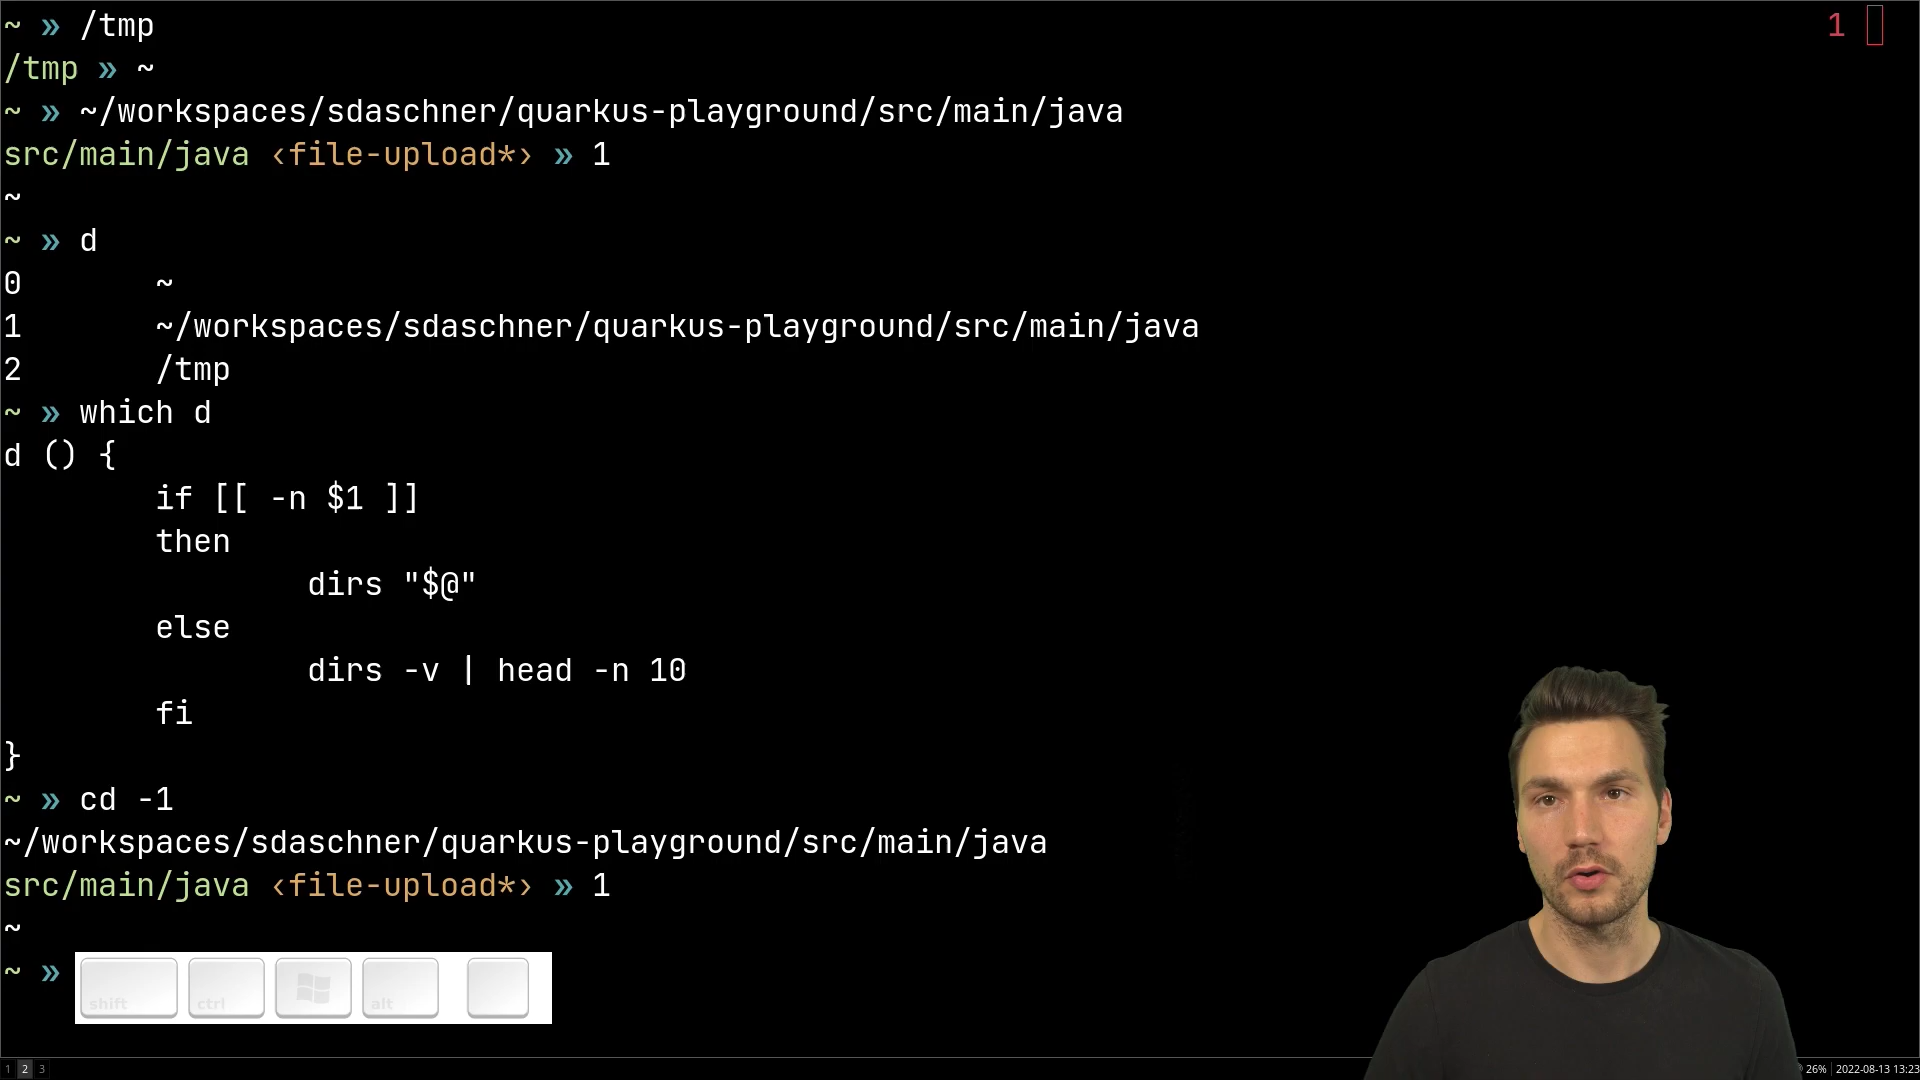 ~ » /tmp
1
/tmp » ~
~ » ~/workspaces/sdaschner/quarkus-playground/src/main/java
src/main/java ‹file-upload*› » 1
~
~ » d
0 ~
1 ~/workspaces/sdaschner/quarkus-playground/src/main/java
2 /tmp
~ » which d
d () {
if [[ -n $1 ]]
then
dirs "$@"
else
dirs -v | head -n 10
fi
}
~ » cd -1
~/workspaces/sdaschner/quarkus-playground/src/main/java
src/main/java ‹file-upload*› » 1
~
~ »
shift ctrl alt
1 2 3
26% 2022-08-13 13:23